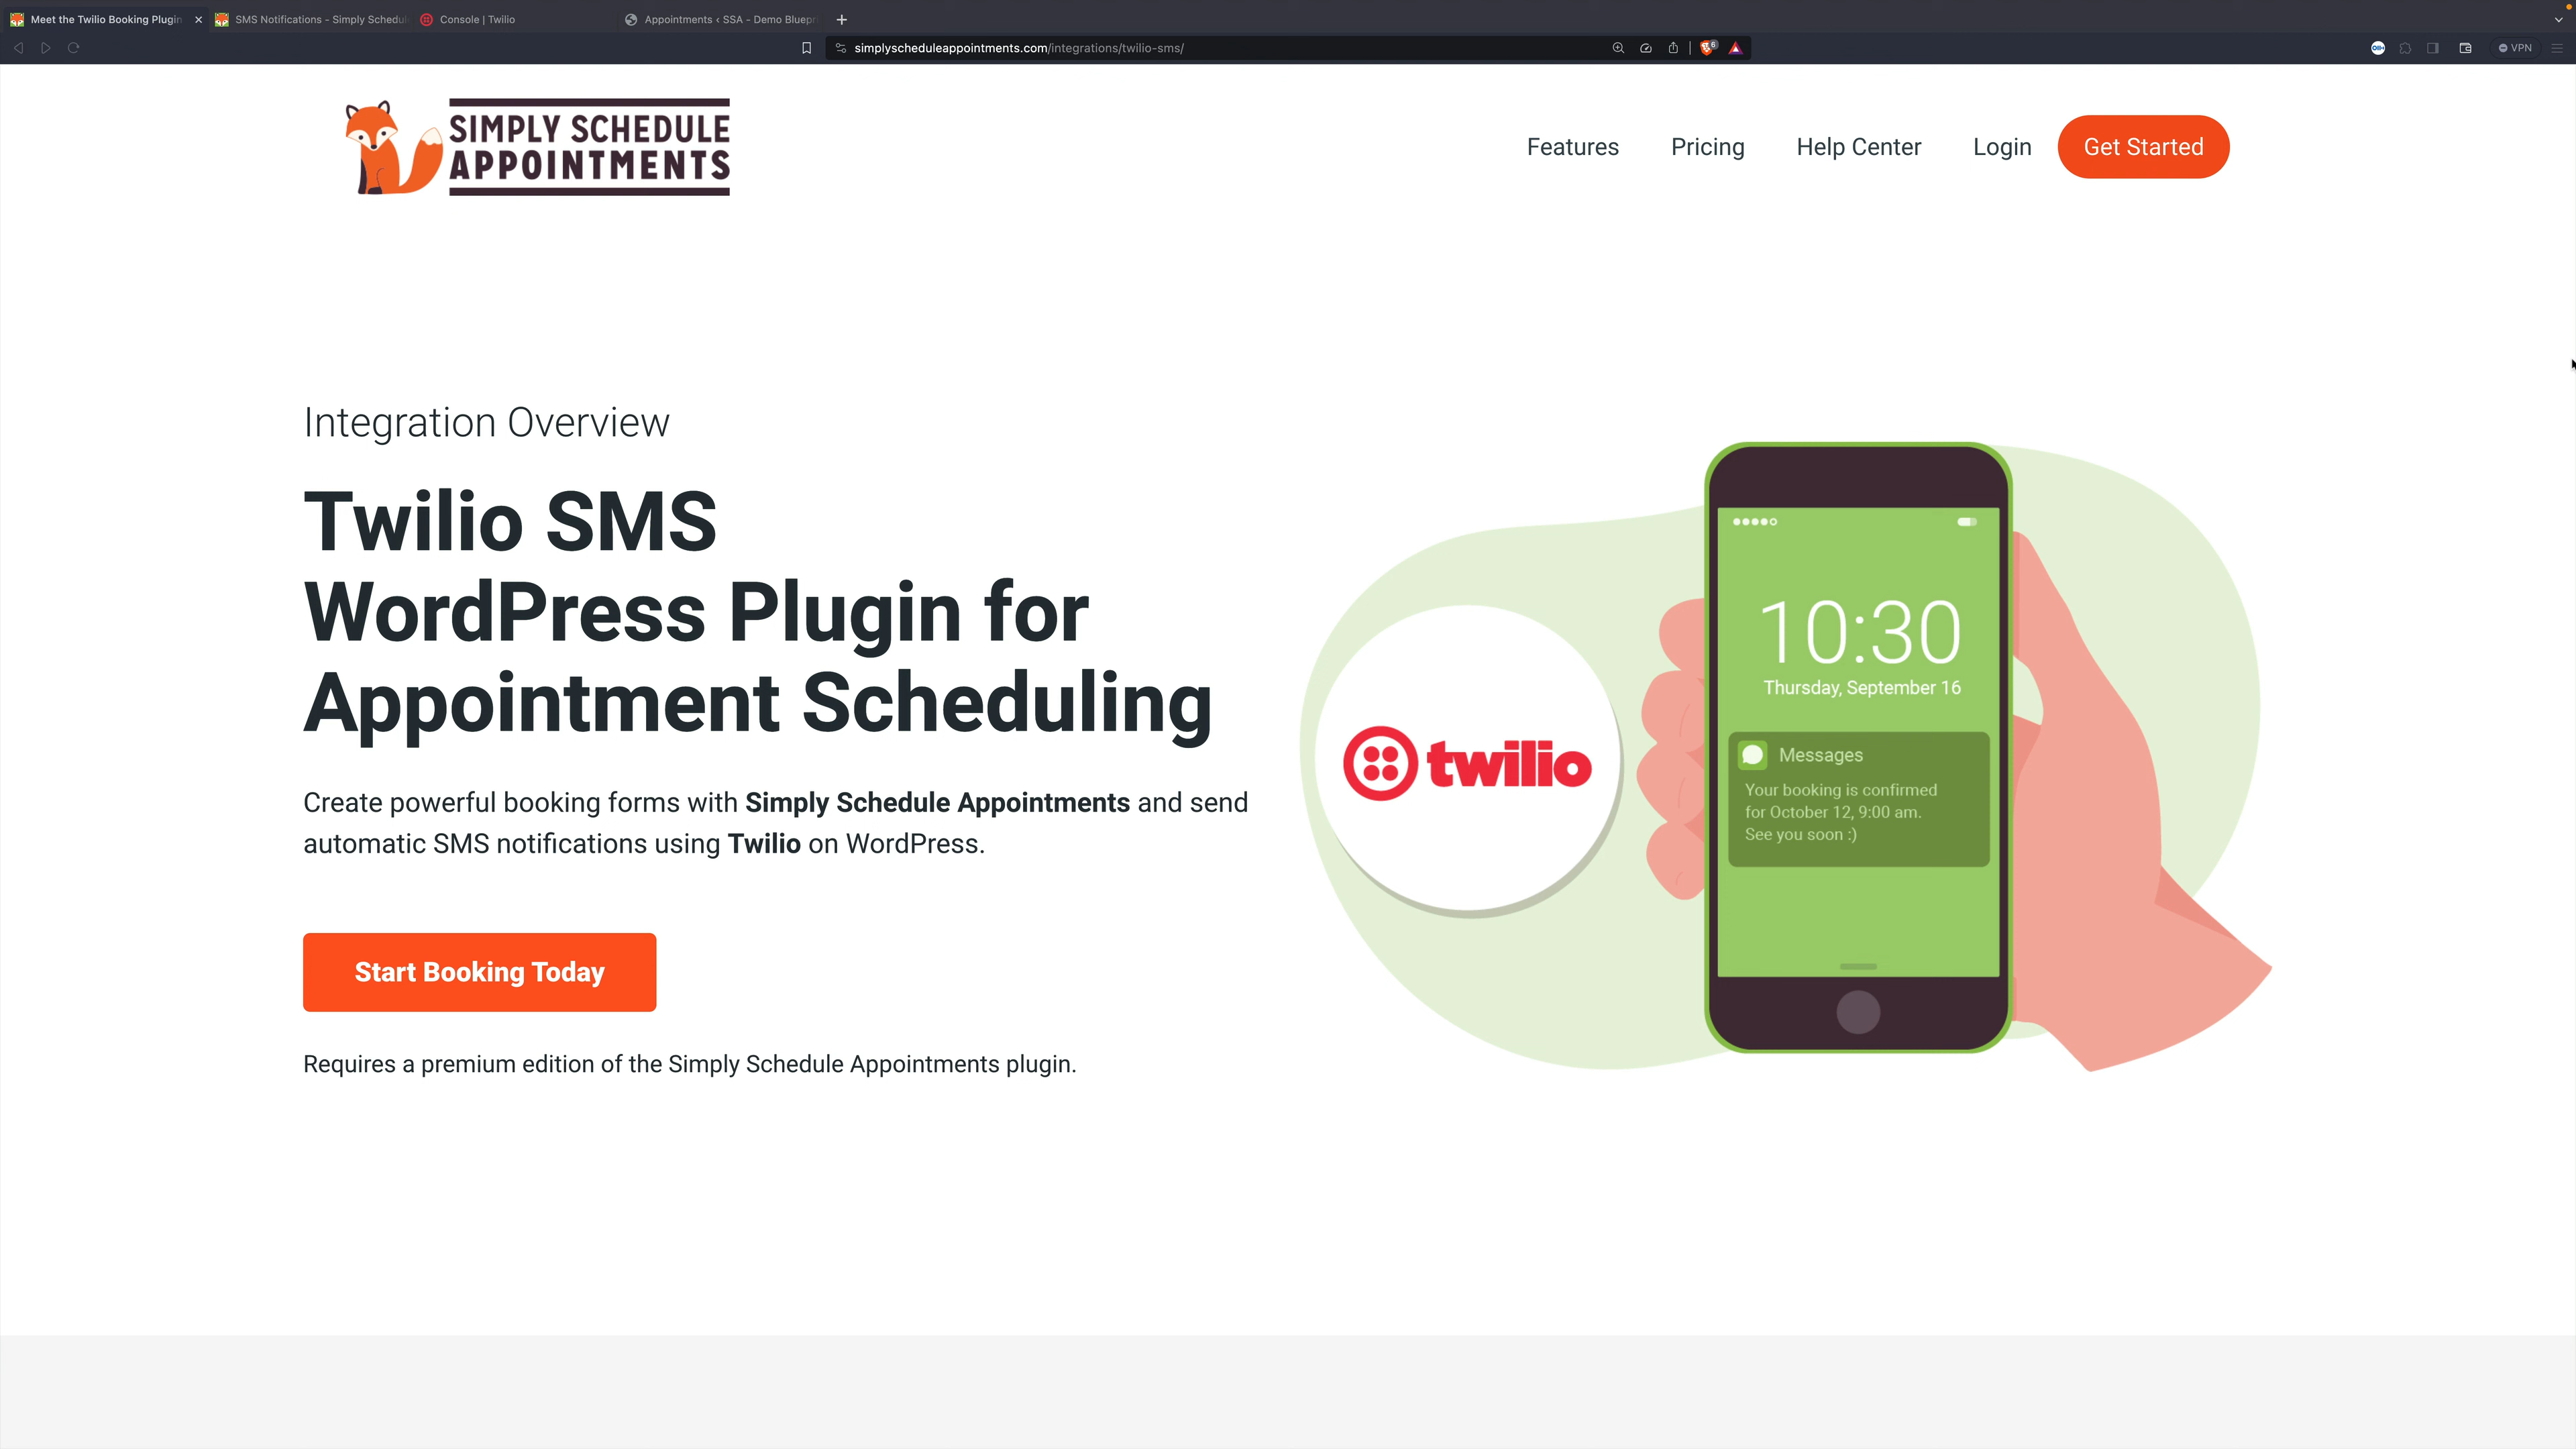 Meet the Twilio Booking Plugin
SMS Notifications - Simply Schedul
Console | Twilio
Appointments ‹ SSA - Demo Bluepr
simplyscheduleappointments.com/integrations/twilio-sms/
6
VPN
SIMPLY SCHEDULE
APPOINTMENTS
Features
Pricing
Help Center
Login
Get Started
Integration Overview
Twilio SMS
WordPress Plugin for
Appointment Scheduling
Create powerful booking forms with Simply Schedule Appointments and send
automatic SMS notifications using Twilio on WordPress.
Start Booking Today
Requires a premium edition of the Simply Schedule Appointments plugin.
twilio
10:30
Thursday, September 16
Messages
Your booking is confirmed
for October 12, 9:00 am.
See you soon :)